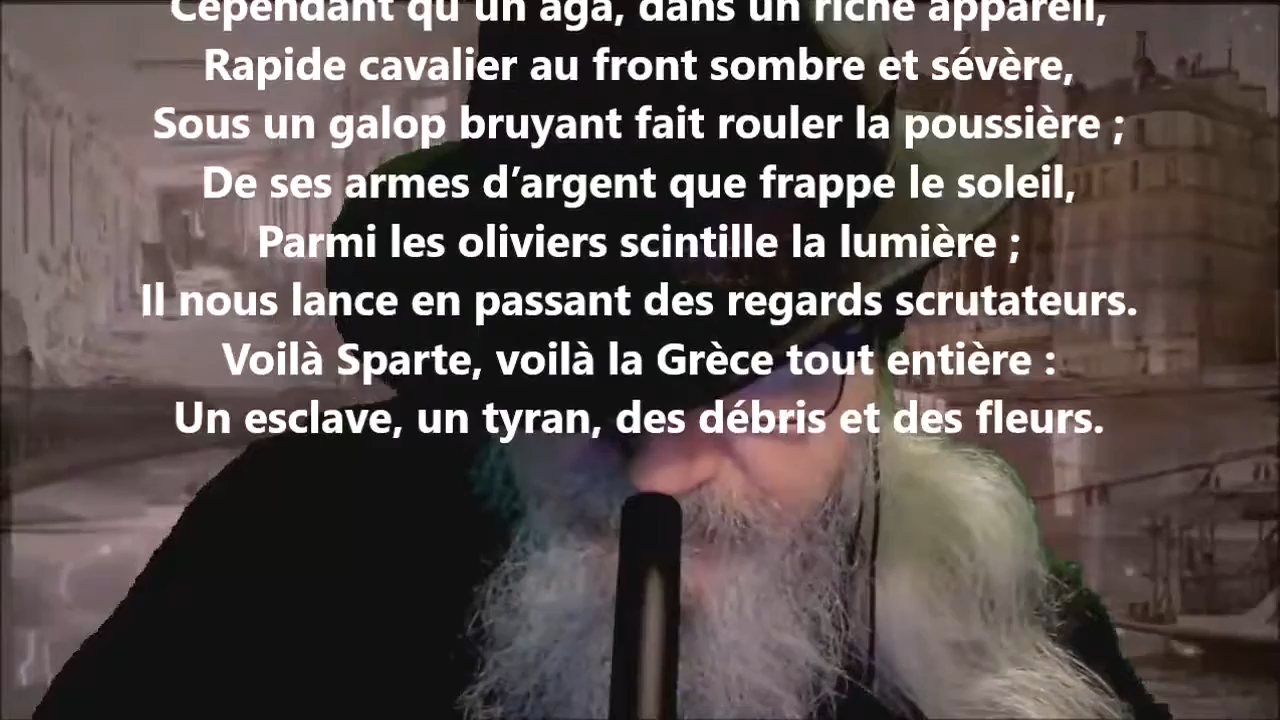 Cependant qu'un aga, dans un riche appareil,
Rapide cavalier au front sombre et sévère,
Sous un galop bruyant fait rouler la poussière ;
De ses armes d’argent que frappe le soleil,
Parmi les oliviers scintille la lumière ;
Il nous lance en passant des regards scrutateurs.
Voilà Sparte, voilà la Grèce tout entière :
Un esclave, un tyran, des débris et des fleurs.